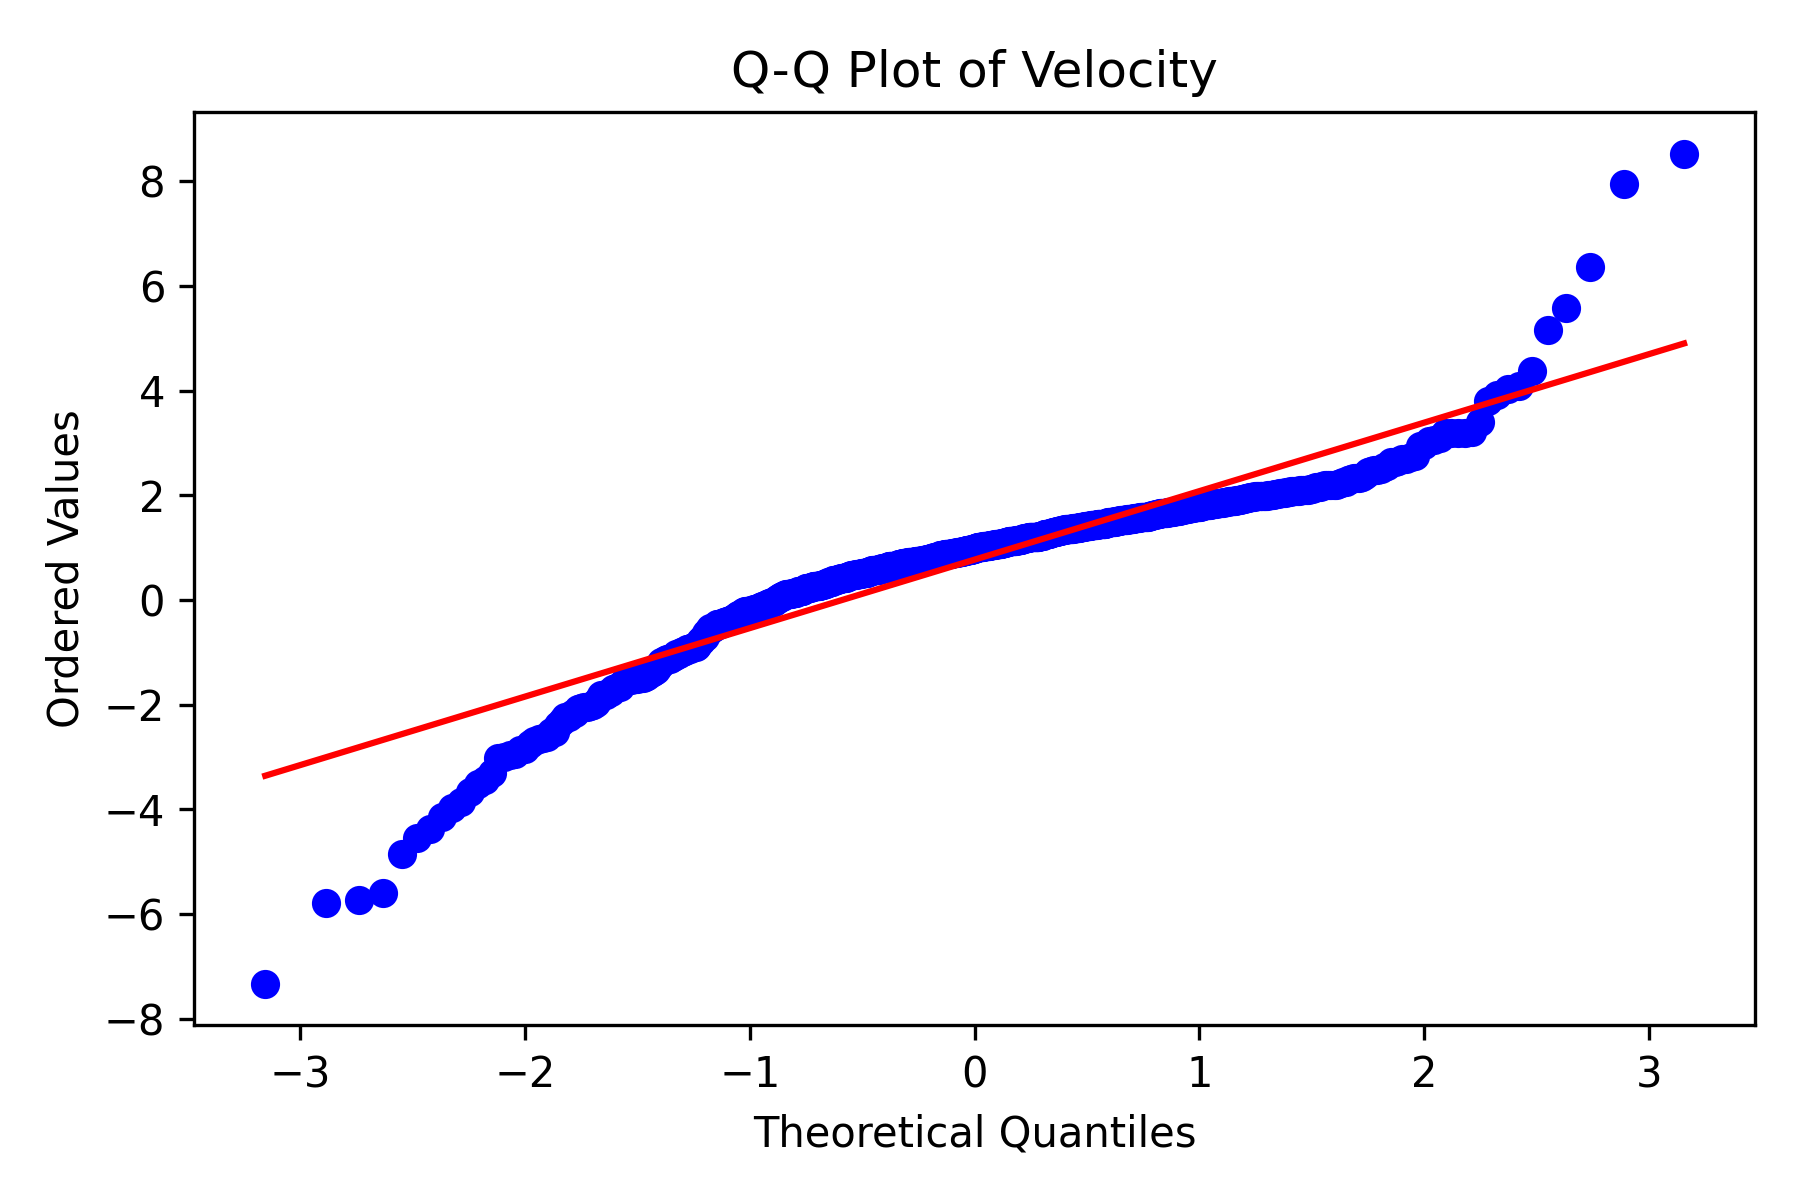 Q-Q Plot of Velocity
Ordered Values
8
6
4
2
0
−2
−4
−6
−8
−3 −2 −1 0 1 2 3
Theoretical Quantiles